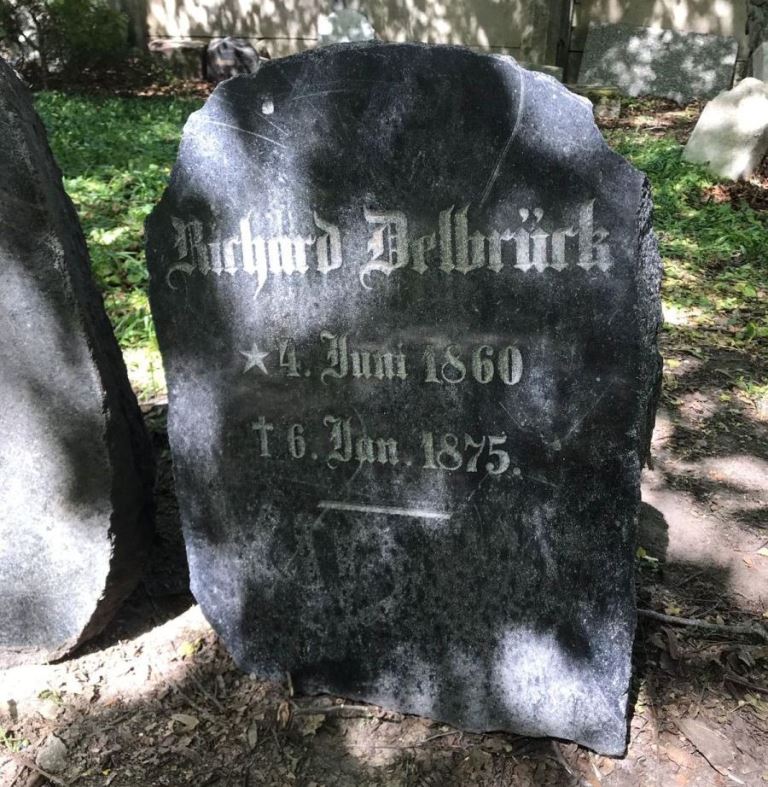 Richard Delbrück
★ 4. Juni 1860
† 6. Jan. 1875.